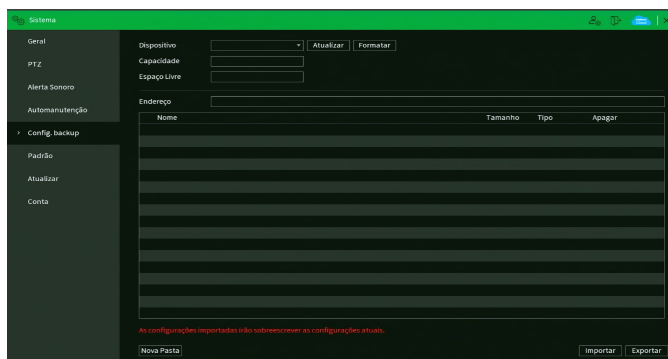 Sistema
Geral
PTZ
Alerta Sonoro
Automanutenção
Config. backup
Padrão
Atualizar
Conta
Dispositivo
Atualizar
Formatar
Capacidade
Espaço Livre
Endereço
Nome Tamanho Tipo Apagar
As configurações importadas irão sobreescrever as configurações atuais.
Nova Pasta
Importar
Exportar